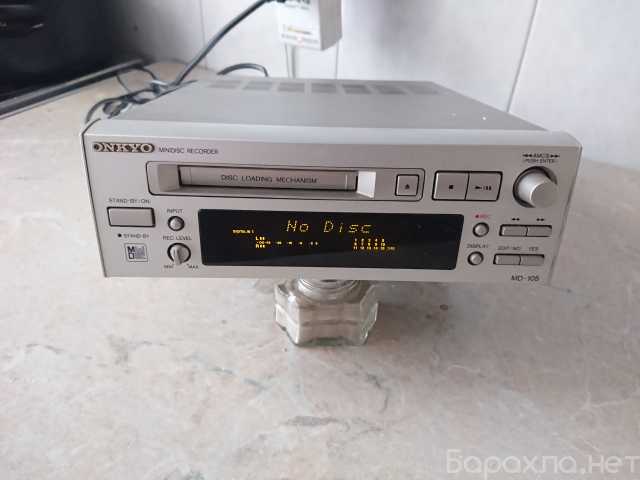 ONKYO MINIDISC RECORDER
AMCS
PUSH ENTER
DISC LOADING MECHANISM
STAND-BY/ON
INPUT
STAND-BY
REC LEVEL
MIN MAX
No Disc
REC
DISPLAY
EDIT/NO YES
MD-105
Барахла.нет